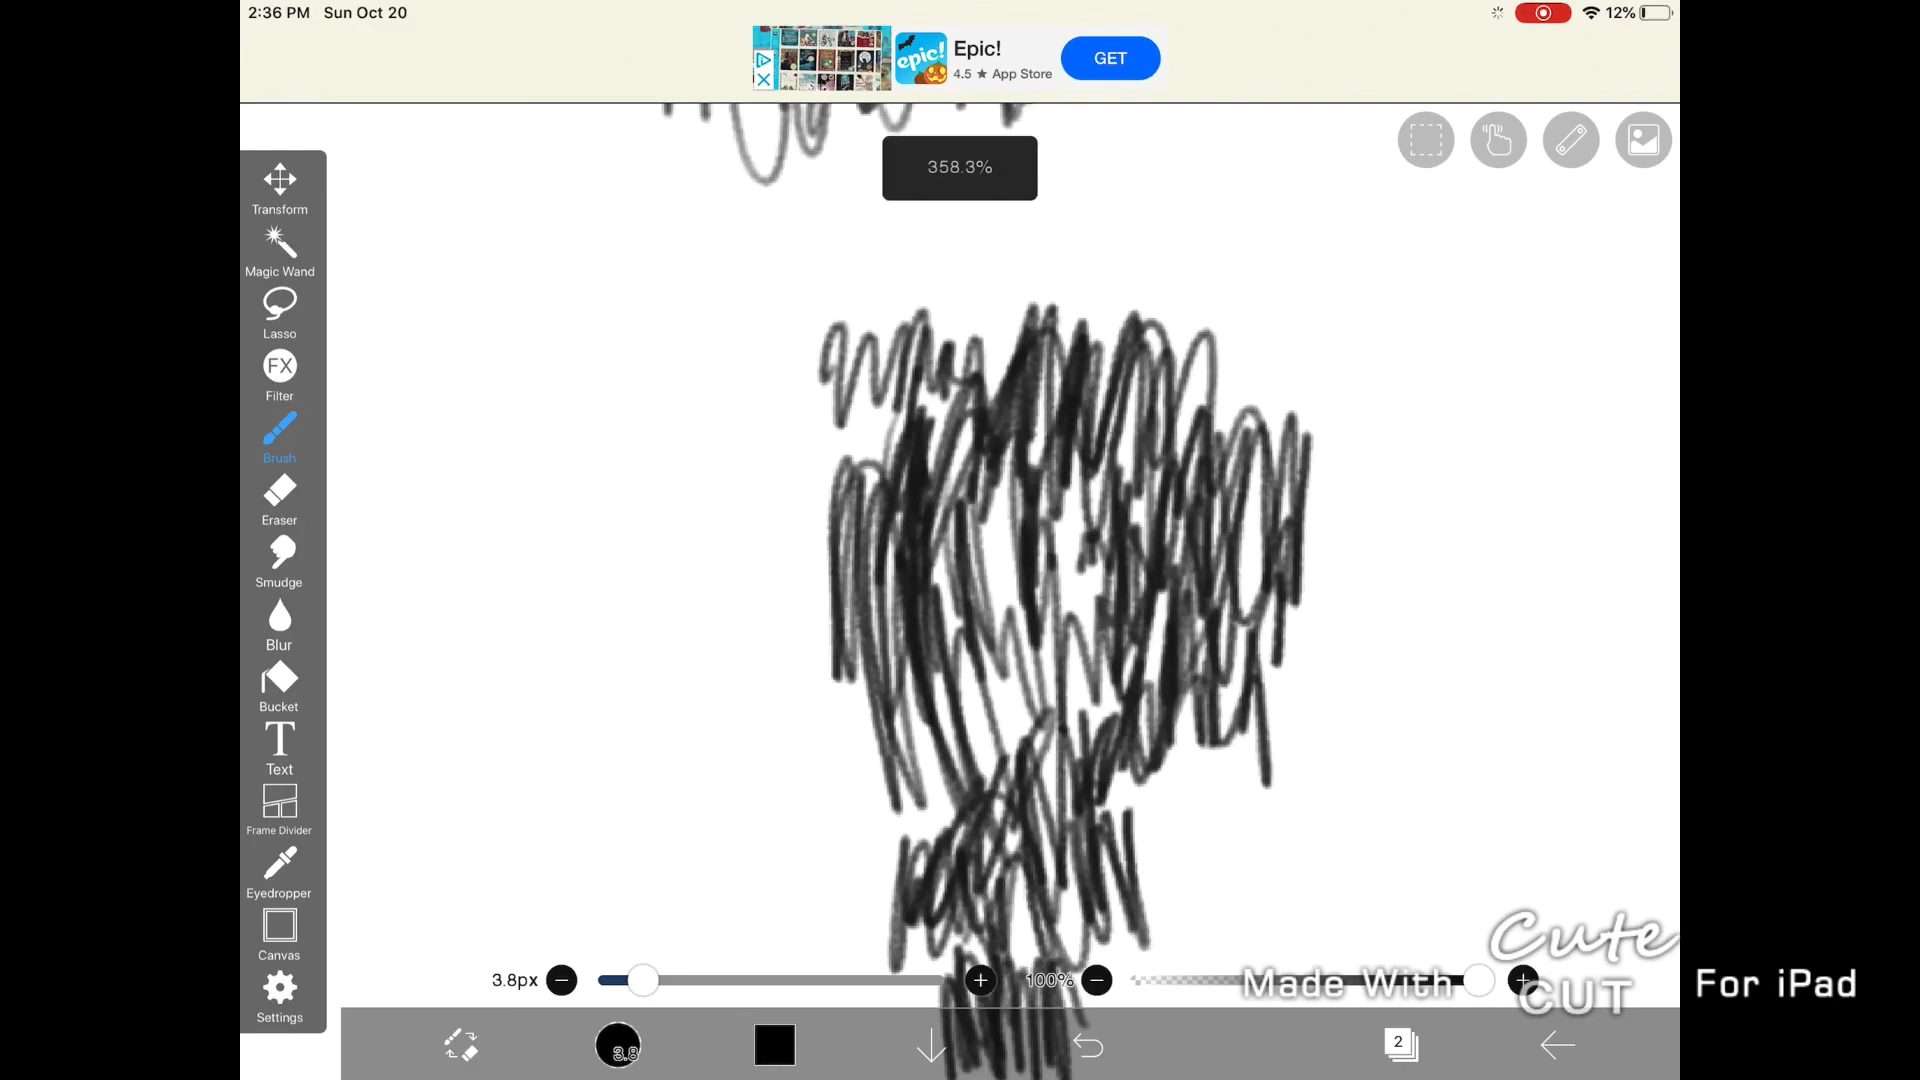 2:36 PM Sun Oct 20
12%
epic!
Epic!
4.5 ★ App Store
GET
358.3%
Transform
Magic Wand
Lasso
FX
Filter
Brush
Eraser
Smudge
Blur
Bucket
T
Text
Frame Divider
Eyedropper
Canvas
Settings
3.8px
100%
Made With
Cute
CUT
For iPad
3.8
2